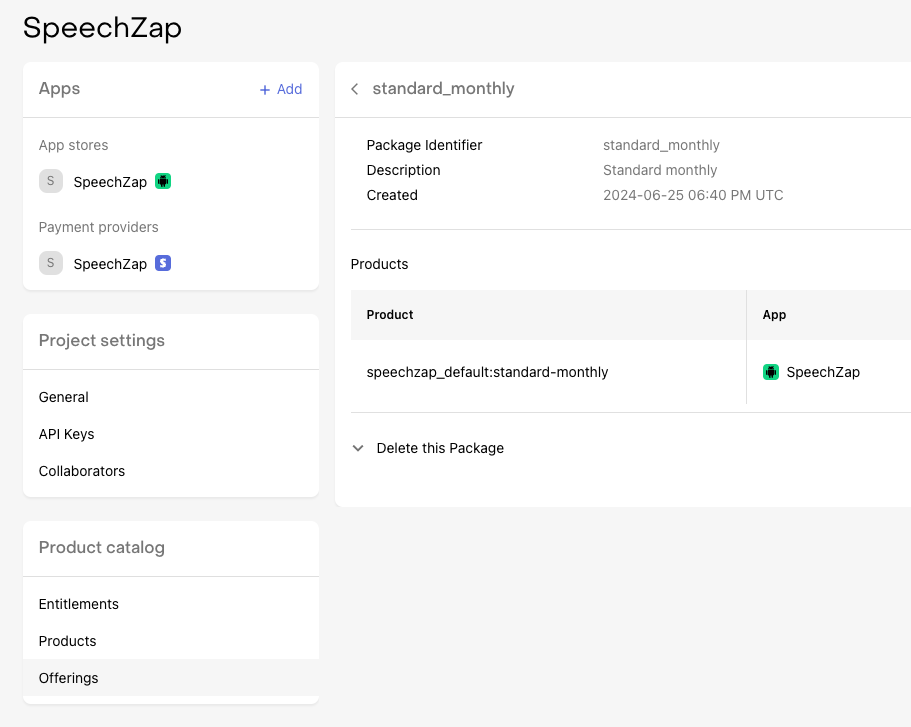 SpeechZap
Apps
+ Add
App stores
S SpeechZap
Payment providers
S SpeechZap S
Project settings
General
API Keys
Collaborators
Product catalog
Entitlements
Products
Offerings
standard_monthly
Package Identifier standard_monthly
Description Standard monthly
Created 2024-06-25 06:40 PM UTC
Products
Product App
speechzap_default:standard-monthly SpeechZap
Delete this Package